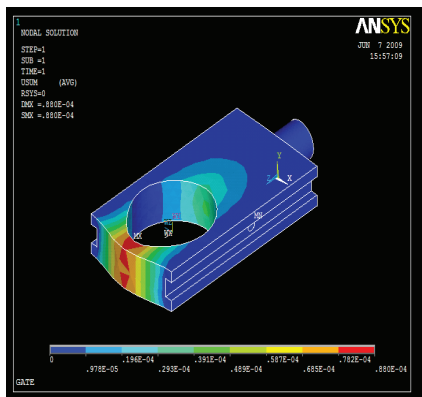 1
NODAL SOLUTION
STEP=1
SUB =1
TIME=1
USUM (AVG)
RSYS=0
DMX =.880E-04
SMX =.880E-04
ANSYS
JUN 7 2009
15:57:09
Y
Z X
MN
MX
0 .196E-04 .391E-04 .587E-04 .782E-04
.978E-05 .293E-04 .489E-04 .685E-04 .880E-04
GATE